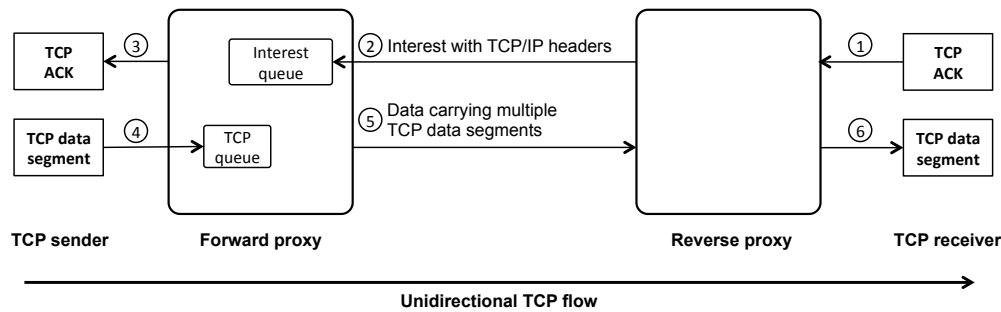 TCP
ACK
3
Interest
queue
2 Interest with TCP/IP headers
1
TCP
ACK
TCP data
segment
4
TCP
queue
5 Data carrying multiple
TCP data segments
6
TCP data
segment
TCP sender
Forward proxy
Reverse proxy
TCP receiver
Unidirectional TCP flow